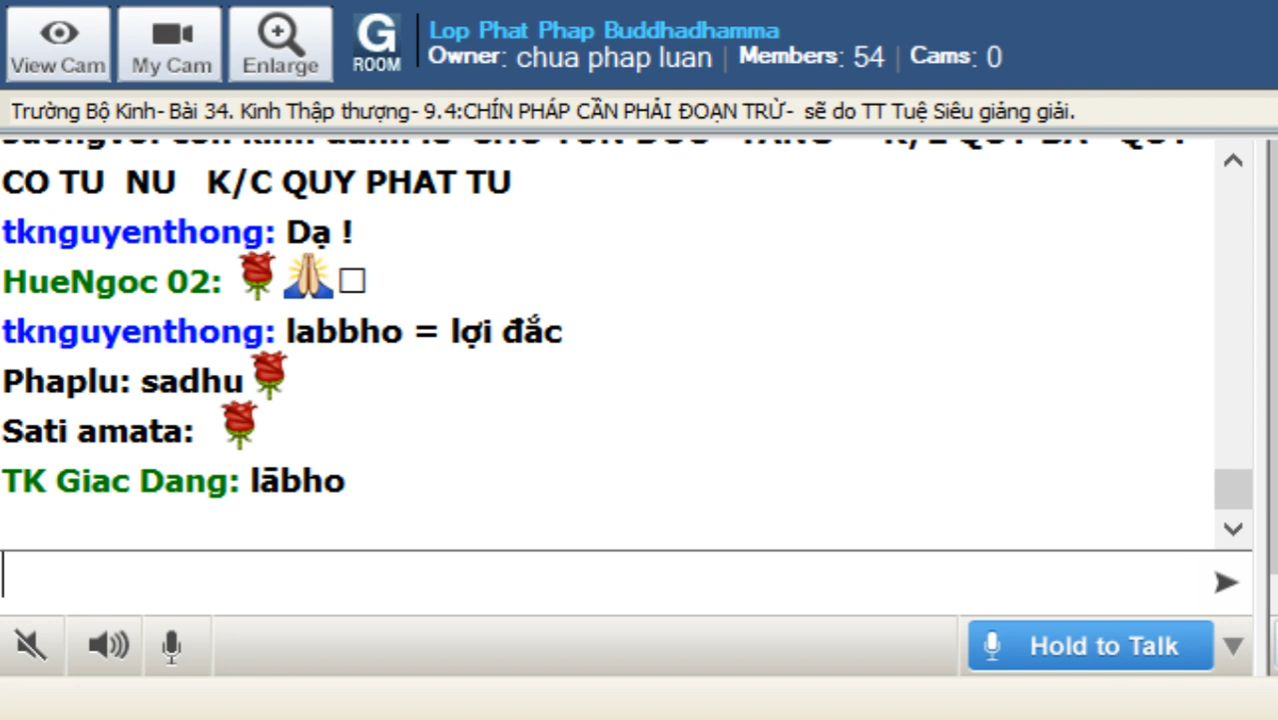 View Cam
My Cam
Enlarge
G
ROOM
Lop Phat Phap Buddhadhamma
Owner: chua phap luan | Members: 54 | Cams: 0
Trường Bộ Kinh- Bài 34. Kinh Thập thượng- 9.4:CHÍN PHÁP CẦN PHẢI ĐOẠN TRỪ- sẽ do TT Tuệ Siêu giảng giải.
CO TU NU K/C QUY PHAT TU
tknguyenthong: Dạ !
HueNgoc 02: 🌹🙏□
tknguyenthong: labbho = lợi đắc
Phaplu: sadhu🌹
Sati amata: 🌹
TK Giac Dang: lābho
Hold to Talk